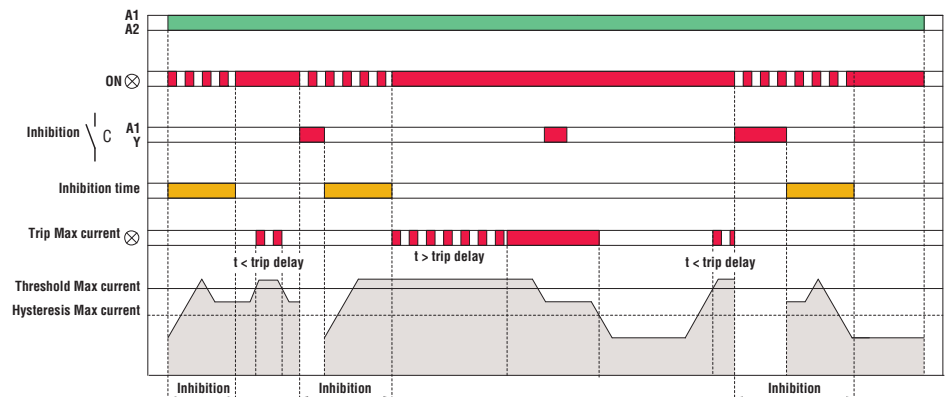 A1
A2
ON
Inhibition C A1
Y
Inhibition time
Trip Max current
t < trip delay t > trip delay t < trip delay
Threshold Max current
Hysteresis Max current
Inhibition Inhibition Inhibition